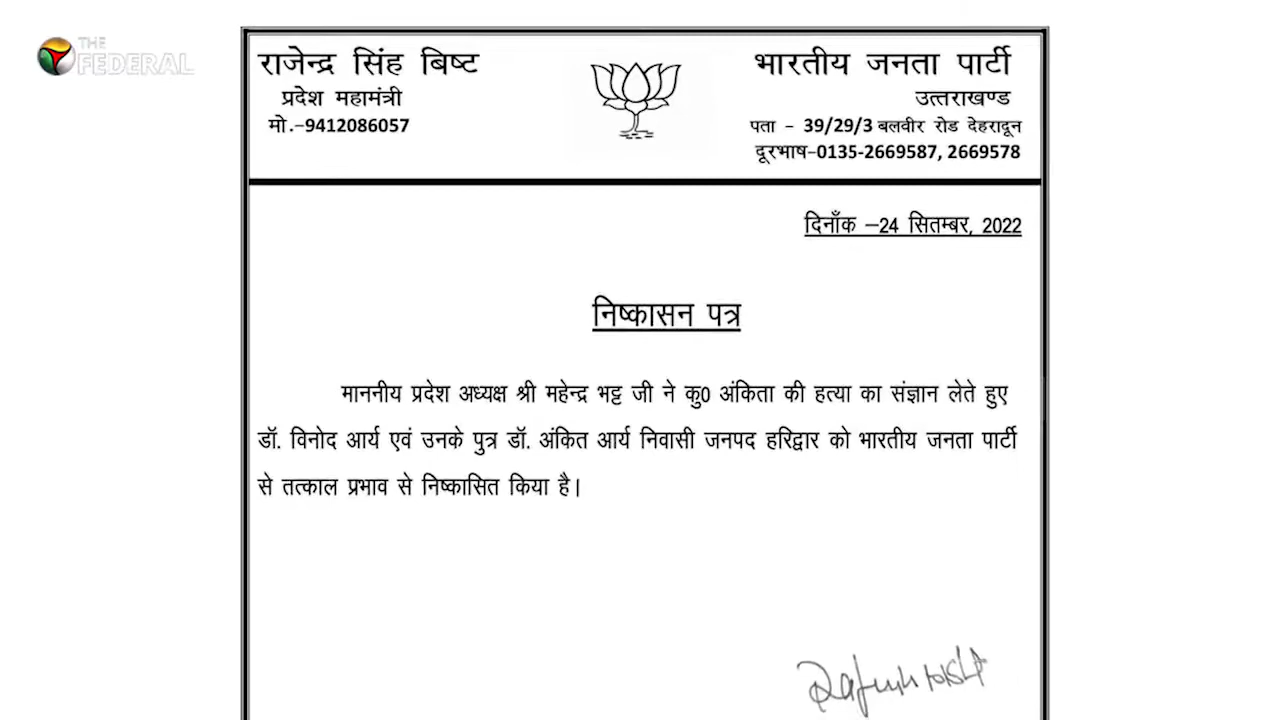 THE
FEDERAL
राजेन्द्र सिंह बिष्ट
प्रदेश महामंत्री
मो.-9412086057
भारतीय जनता पार्टी
उत्तराखण्ड
पता - 39/29/3 बलवीर रोड देहरादून
दूरभाष-0135-2669587, 2669578
दिनाँक –24 सितम्बर, 2022
निष्कासन पत्र
माननीय प्रदेश अध्यक्ष श्री महेन्द्र भट्ट जी ने कु0 अंकिता की हत्या का संज्ञान लेते हुए
डॉ. विनोद आर्य एवं उनके पुत्र डॉ. अंकित आर्य निवासी जनपद हरिद्वार को भारतीय जनता पार्टी
से तत्काल प्रभाव से निष्कासित किया है।